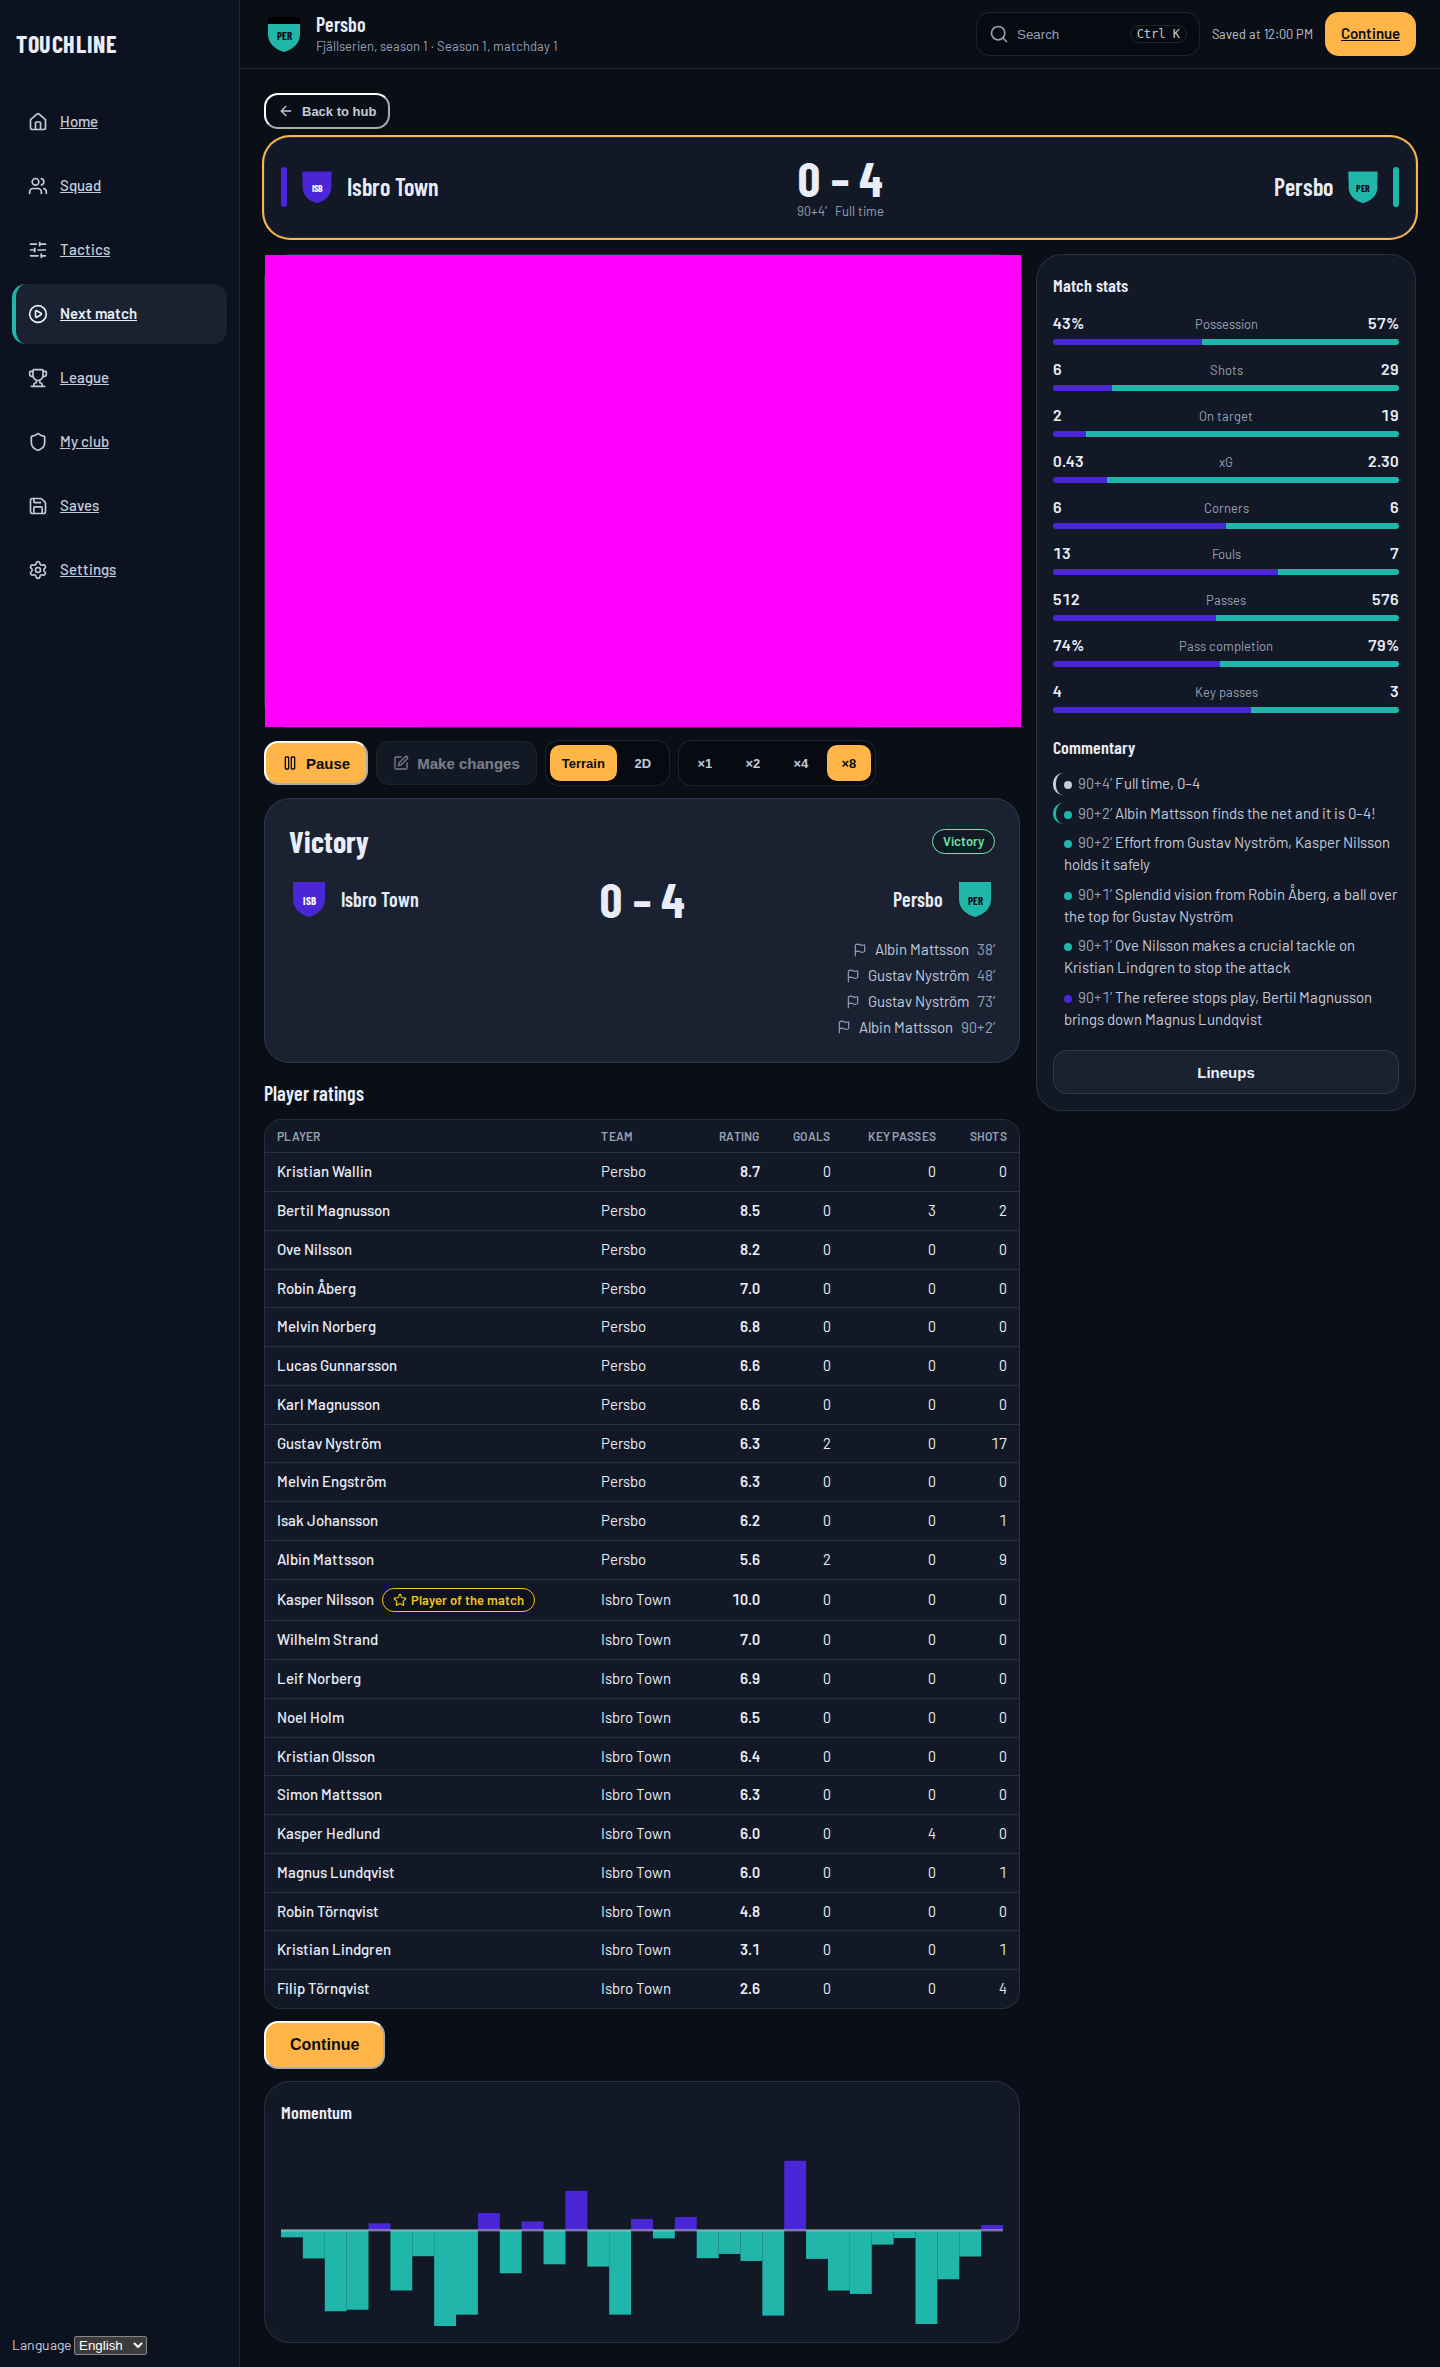 TOUCHLINE
Home
Squad
Tactics
Next match
League
My club
Saves
Settings
Language English
PER
Persbo
Fjällserien, season 1 · Season 1, matchday 1
Search Ctrl K
Saved at 12:00 PM
Continue
Back to hub
ISB Isbro Town 0 – 4 Persbo PER
90+4′ Full time
Pause Make changes Terrain 2D ×1 ×2 ×4 ×8
Victory Victory
ISB Isbro Town 0 – 4 Persbo PER
Albin Mattsson 38′
Gustav Nyström 48′
Gustav Nyström 73′
Albin Mattsson 90+2′
Player ratings
PLAYER TEAM RATING GOALS KEY PASSES SHOTS
Kristian Wallin Persbo 8.7 0 0 0
Bertil Magnusson Persbo 8.5 0 3 2
Ove Nilsson Persbo 8.2 0 0 0
Robin Åberg Persbo 7.0 0 0 0
Melvin Norberg Persbo 6.8 0 0 0
Lucas Gunnarsson Persbo 6.6 0 0 0
Karl Magnusson Persbo 6.6 0 0 0
Gustav Nyström Persbo 6.3 2 0 17
Melvin Engström Persbo 6.3 0 0 0
Isak Johansson Persbo 6.2 0 0 1
Albin Mattsson Persbo 5.6 2 0 9
Kasper Nilsson Player of the match Isbro Town 10.0 0 0 0
Wilhelm Strand Isbro Town 7.0 0 0 0
Leif Norberg Isbro Town 6.9 0 0 0
Noel Holm Isbro Town 6.5 0 0 0
Kristian Olsson Isbro Town 6.4 0 0 0
Simon Mattsson Isbro Town 6.3 0 0 0
Kasper Hedlund Isbro Town 6.0 0 4 0
Magnus Lundqvist Isbro Town 6.0 0 0 1
Robin Törnqvist Isbro Town 4.8 0 0 0
Kristian Lindgren Isbro Town 3.1 0 0 1
Filip Törnqvist Isbro Town 2.6 0 0 4
Continue
Momentum
Match stats
43% Possession 57%
6 Shots 29
2 On target 19
0.43 xG 2.30
6 Corners 6
13 Fouls 7
512 Passes 576
74% Pass completion 79%
4 Key passes 3
Commentary
90+4′ Full time, 0–4
90+2′ Albin Mattsson finds the net and it is 0–4!
90+2′ Effort from Gustav Nyström, Kasper Nilsson
holds it safely
90+1′ Splendid vision from Robin Åberg, a ball over
the top for Gustav Nyström
90+1′ Ove Nilsson makes a crucial tackle on
Kristian Lindgren to stop the attack
90+1′ The referee stops play, Bertil Magnusson
brings down Magnus Lundqvist
Lineups